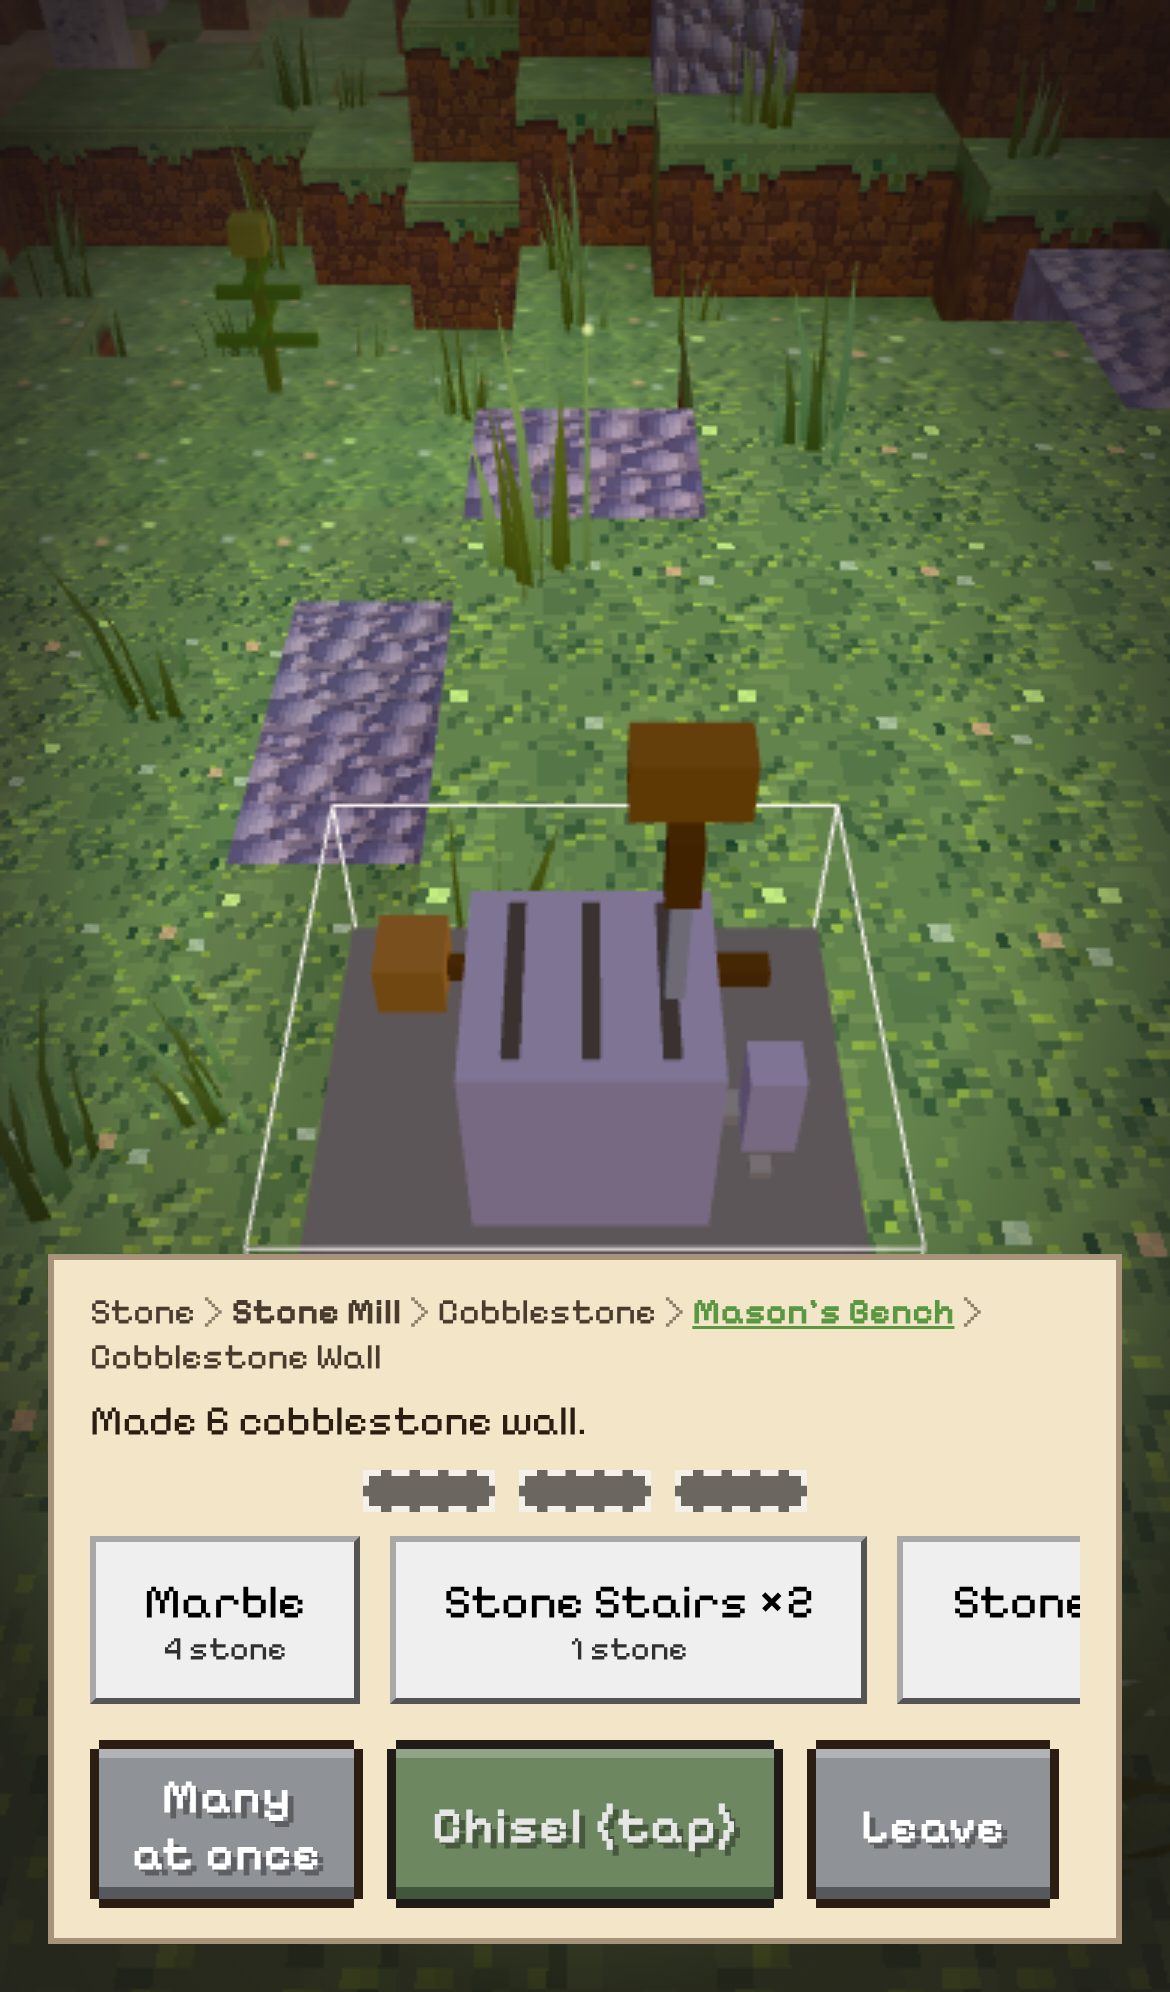 Stone > Stone Mill > Cobblestone > Mason's Bench >
Cobblestone Wall
Made 6 cobblestone wall.
Marble
4 stone
Stone Stairs ×2
1 stone
Stone
Many
at once
Chisel (tap)
Leave